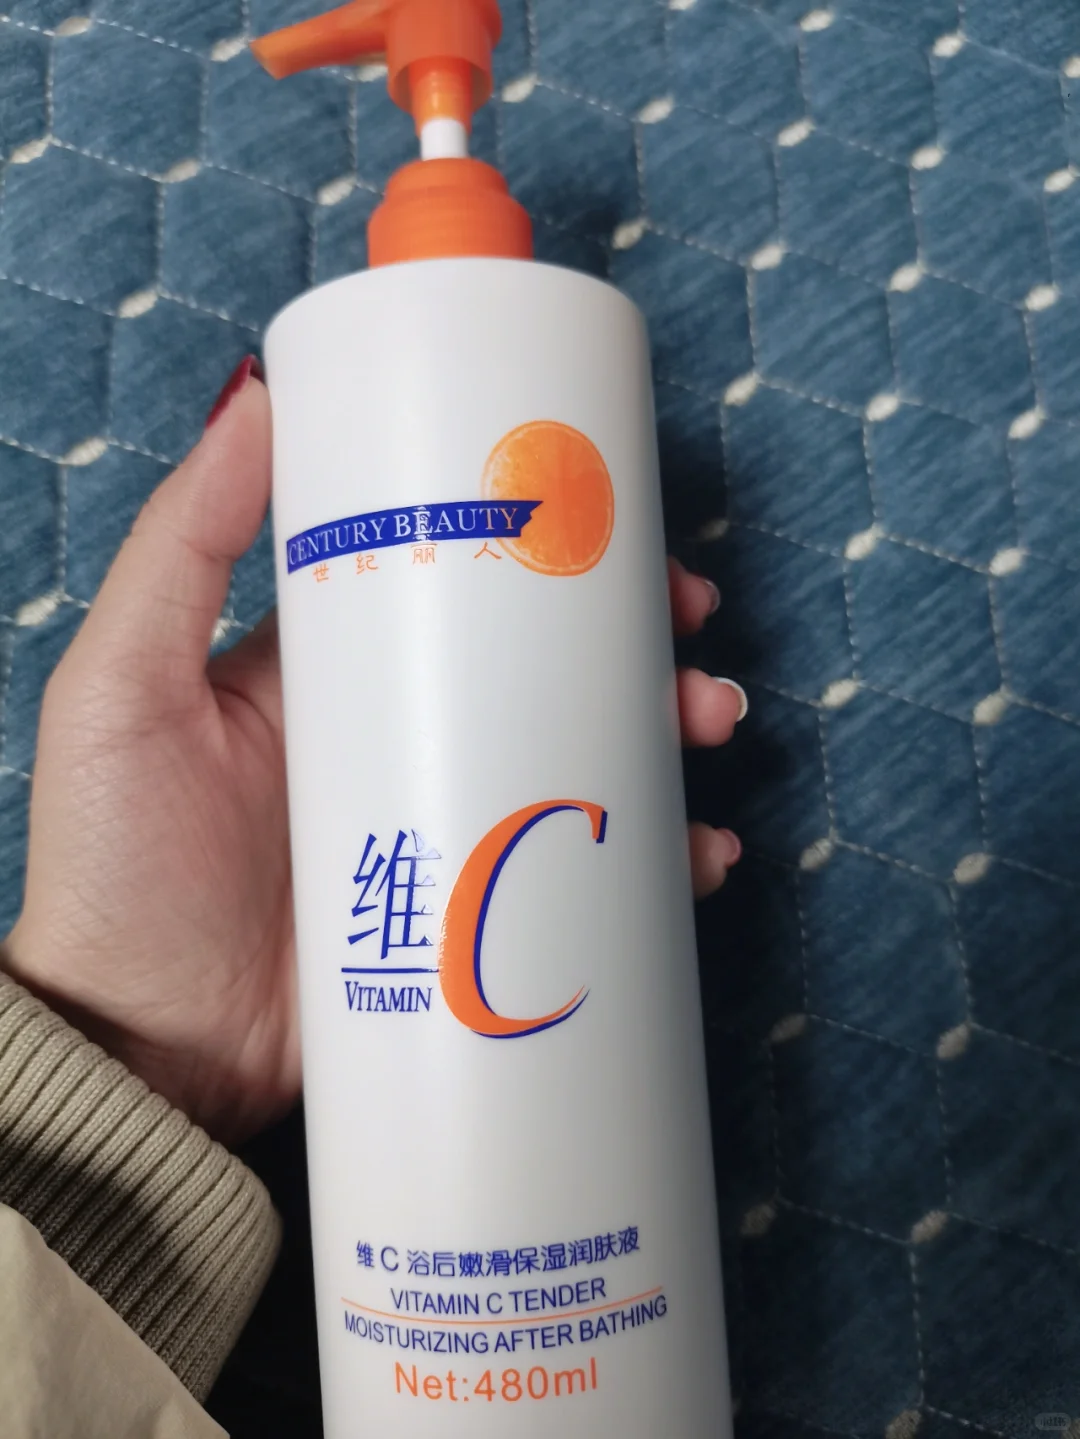 CENTURY BEAUTY
世纪丽人
维C
VITAMIN
维C浴后嫩滑保湿润肤液
VITAMIN C TENDER
MOISTURIZING AFTER BATHING
Net:480ml